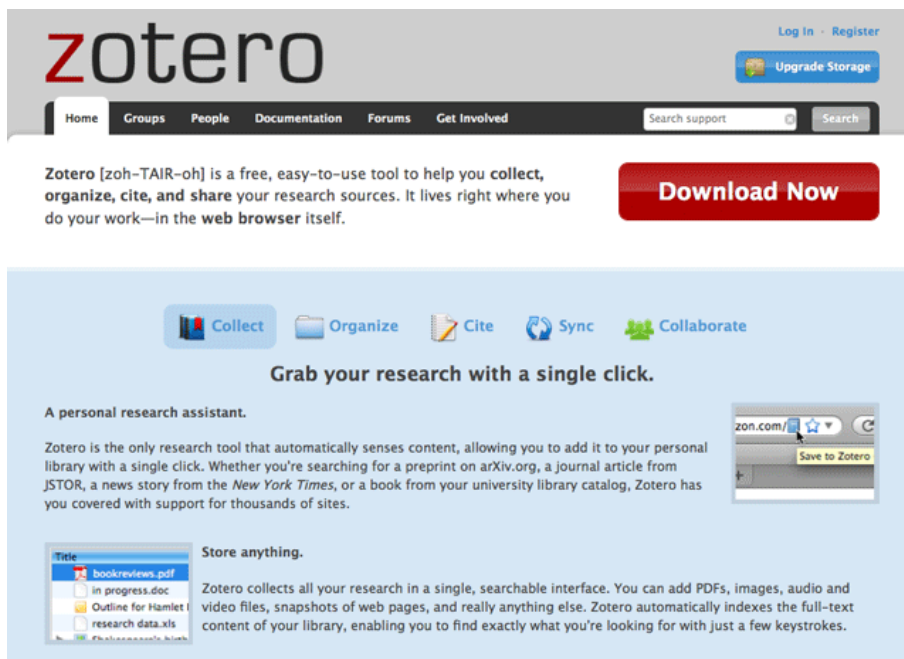 zotero
Log In · Register
Upgrade Storage
Home Groups People Documentation Forums Get Involved
Search support
Search
Zotero [zoh-TAIR-oh] is a free, easy-to-use tool to help you collect,
organize, cite, and share your research sources. It lives right where you
do your work—in the web browser itself.
Download Now
Collect Organize Cite Sync Collaborate
Grab your research with a single click.
A personal research assistant.
Zotero is the only research tool that automatically senses content, allowing you to add it to your personal
library with a single click. Whether you're searching for a preprint on arXiv.org, a journal article from
JSTOR, a news story from the New York Times, or a book from your university library catalog, Zotero has
you covered with support for thousands of sites.
zon.com/
Save to Zotero
Title
bookreviews.pdf
in progress.doc
Outline for Hamlet
research data.xls
Store anything.
Zotero collects all your research in a single, searchable interface. You can add PDFs, images, audio and
video files, snapshots of web pages, and really anything else. Zotero automatically indexes the full-text
content of your library, enabling you to find exactly what you're looking for with just a few keystrokes.